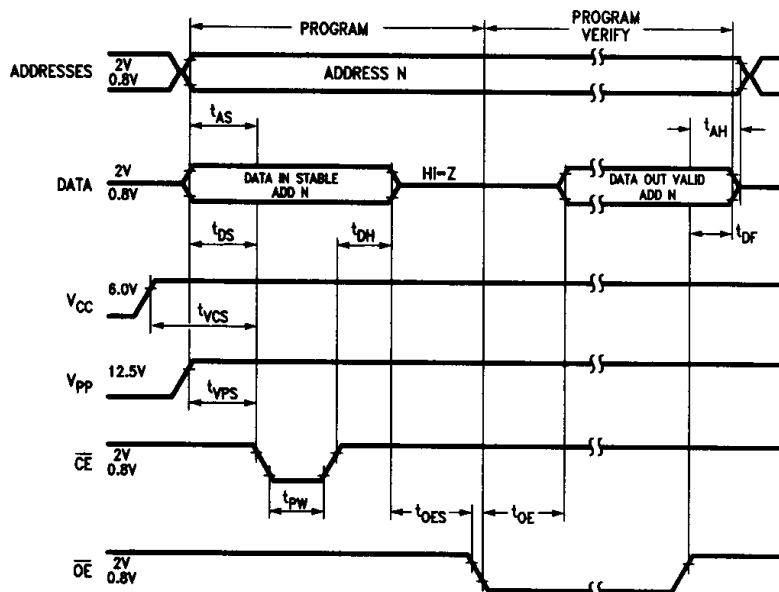 PROGRAM
PROGRAM
VERIFY
ADDRESSES
2V
0.8V
ADDRESS N
tAS
tAH
DATA
2V
0.8V
DATA IN STABLE
ADD N
HI-Z
DATA OUT VALID
ADD N
tDS
tDH
tDF
VCC
6.0V
tVCS
VPP
12.5V
tVPS
CE
2V
0.8V
tPW
tOES
tOE
OE
2V
0.8V